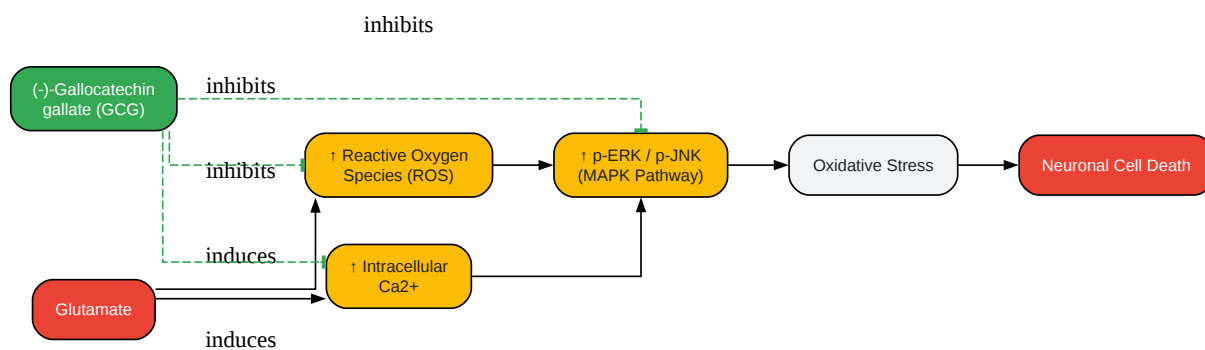 inhibits
(-)-Gallocatechin
gallate (GCG)
inhibits
inhibits
↑ Reactive Oxygen
Species (ROS)
↑ p-ERK / p-JNK
(MAPK Pathway)
Oxidative Stress
Neuronal Cell Death
induces
↑ Intracellular
Ca2+
Glutamate
induces